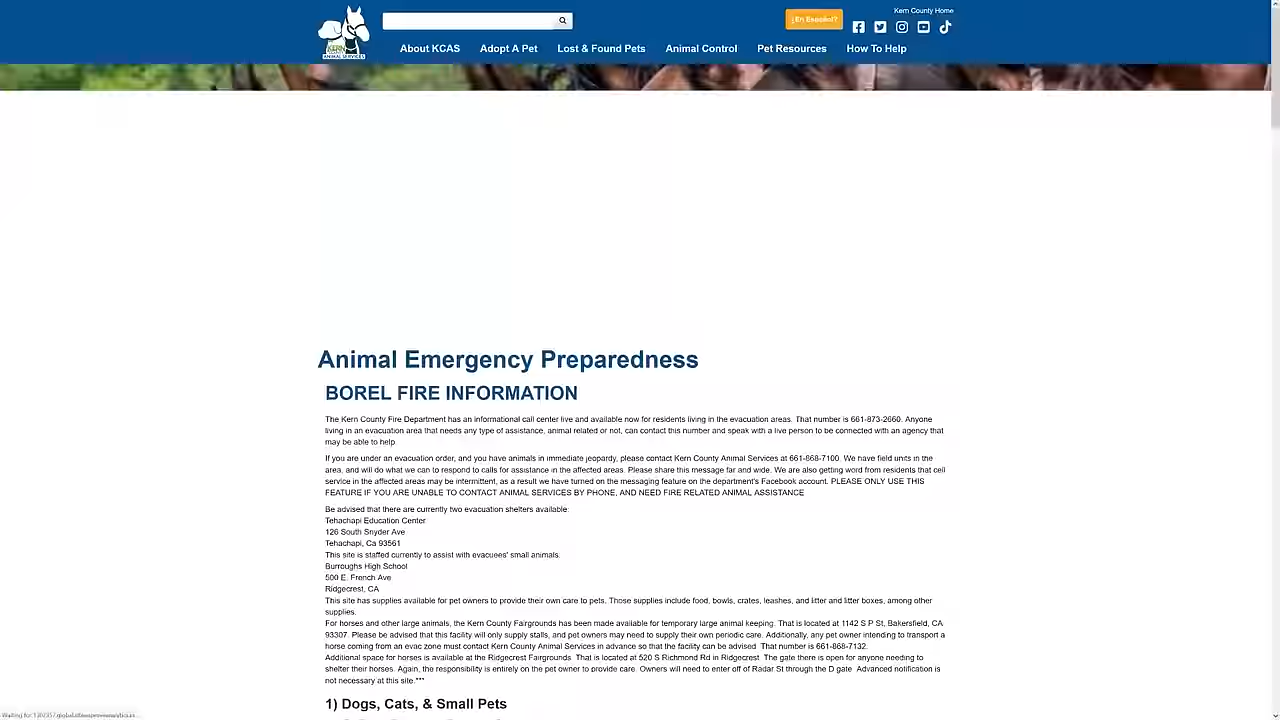 Kern County Home
¿En Español?
KERN
ANIMAL SERVICES
About KCAS Adopt A Pet Lost & Found Pets Animal Control Pet Resources How To Help
Animal Emergency Preparedness
BOREL FIRE INFORMATION
The Kern County Fire Department has an informational call center live and available now for residents living in the evacuation areas. That number is 661-873-2660. Anyone
living in an evacuation area that needs any type of assistance, animal related or not, can contact this number and speak with a live person to be connected with an agency that
may be able to help.
If you are under an evacuation order, and you have animals in immediate jeopardy, please contact Kern County Animal Services at 661-868-7100. We have field units in the
area, and will do what we can to respond to calls for assistance in the affected areas. Please share this message far and wide. We are also getting word from residents that cell
service in the affected areas may be intermittent, as a result we have turned on the messaging feature on the department's Facebook account. PLEASE ONLY USE THIS
FEATURE IF YOU ARE UNABLE TO CONTACT ANIMAL SERVICES BY PHONE, AND NEED FIRE RELATED ANIMAL ASSISTANCE
Be advised that there are currently two evacuation shelters available:
Tehachapi Education Center
126 South Snyder Ave
Tehachapi, Ca 93561
This site is staffed currently to assist with evacuees' small animals.
Burroughs High School
500 E. French Ave
Ridgecrest, CA
This site has supplies available for pet owners to provide their own care to pets. Those supplies include food, bowls, crates, leashes, and litter and litter boxes, among other
supplies.
For horses and other large animals, the Kern County Fairgrounds has been made available for temporary large animal keeping. That is located at 1142 S P St, Bakersfield, CA
93307. Please be advised that this facility will only supply stalls, and pet owners may need to supply their own periodic care. Additionally, any pet owner intending to transport a
horse coming from an evac zone must contact Kern County Animal Services in advance so that the facility can be advised. That number is 661-868-7132.
Additional space for horses is available at the Ridgecrest Fairgrounds. That is located at 520 S Richmond Rd in Ridgecrest. The gate there is open for anyone needing to
shelter their horses. Again, the responsibility is entirely on the pet owner to provide care. Owners will need to enter off of Radar St through the D gate. Advanced notification is
not necessary at this site.***
1) Dogs, Cats, & Small Pets